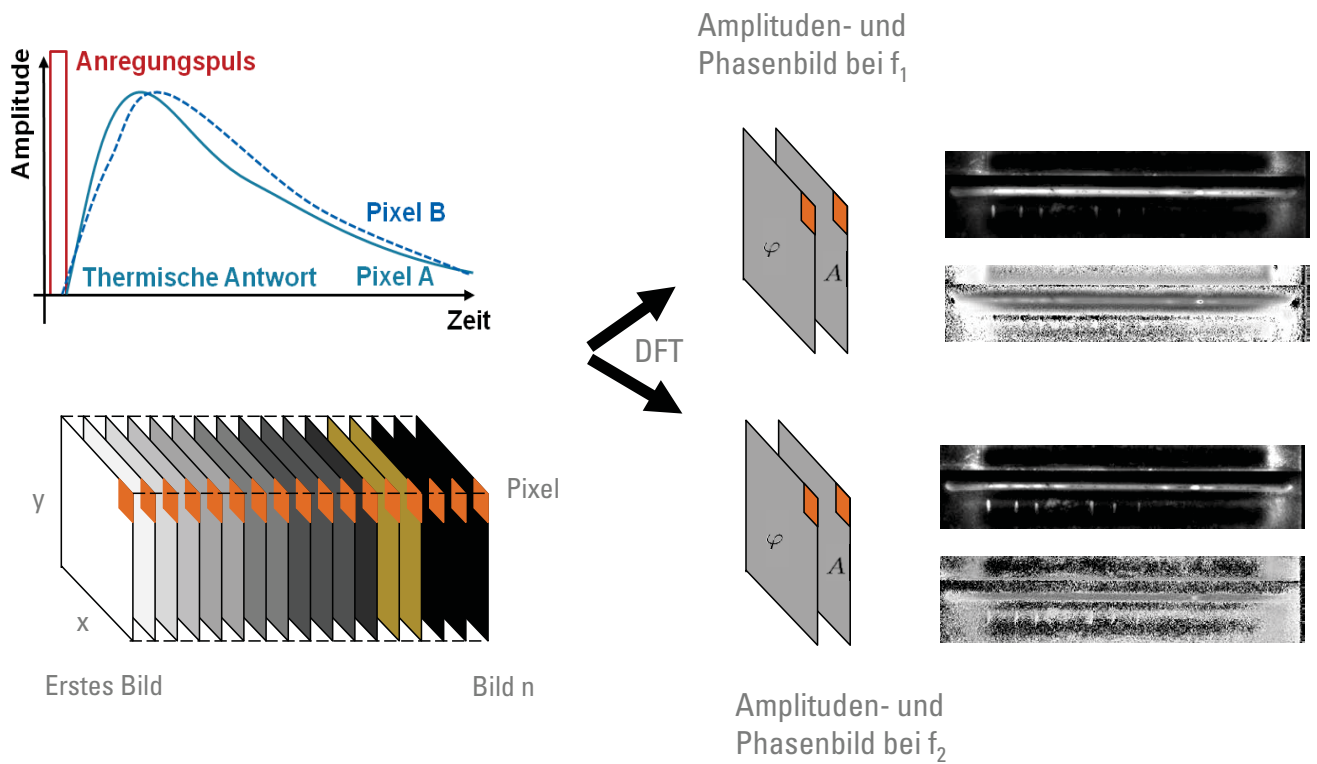 Amplitude
Anregungspuls
Pixel B
Thermische Antwort
Pixel A
Zeit
y
x
Pixel
Erstes Bild
Bild n
DFT
Amplituden- und
Phasenbild bei f₁
φ
A
φ
A
Amplituden- und
Phasenbild bei f₂